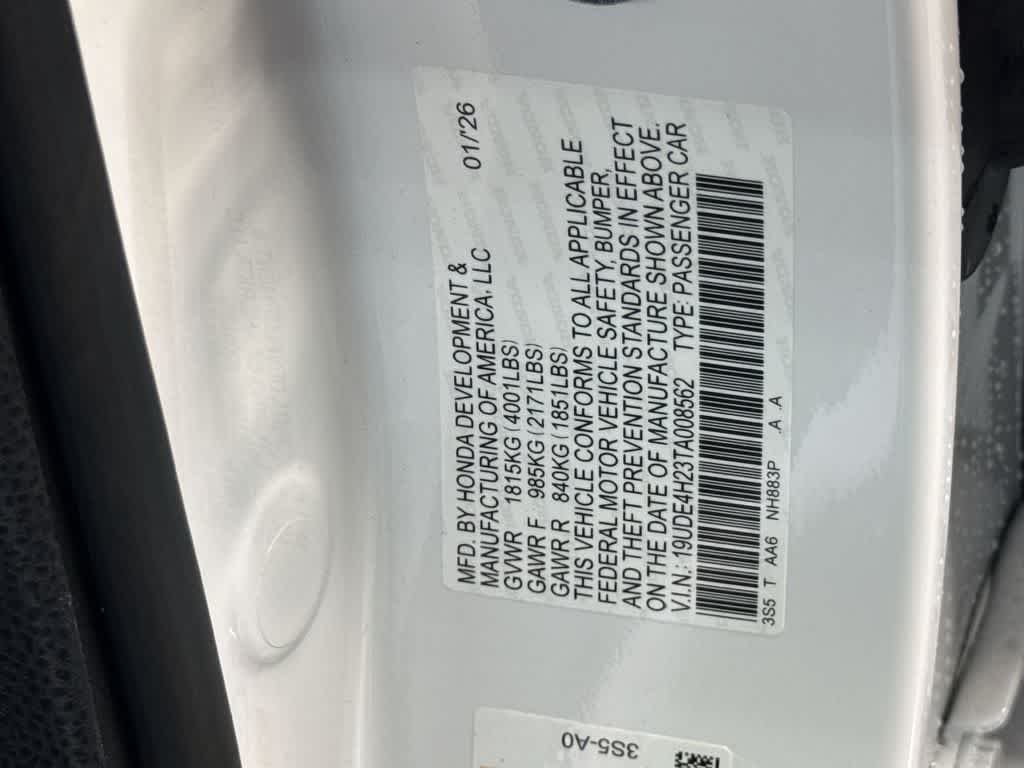 MFD. BY HONDA DEVELOPMENT &
MANUFACTURING OF AMERICA, LLC 01/'26
GVWR 1815KG (4001LBS)
GAWR F 985KG (2171LBS)
GAWR R 840KG (1851LBS)
THIS VEHICLE CONFORMS TO ALL APPLICABLE
FEDERAL MOTOR VEHICLE SAFETY, BUMPER,
AND THEFT PREVENTION STANDARDS IN EFFECT
ON THE DATE OF MANUFACTURE SHOWN ABOVE.
V.I.N.: 19UDE4H23TA008562 TYPE: PASSENGER CAR
3S5 T AA6 NH883P A A
3S5-A0